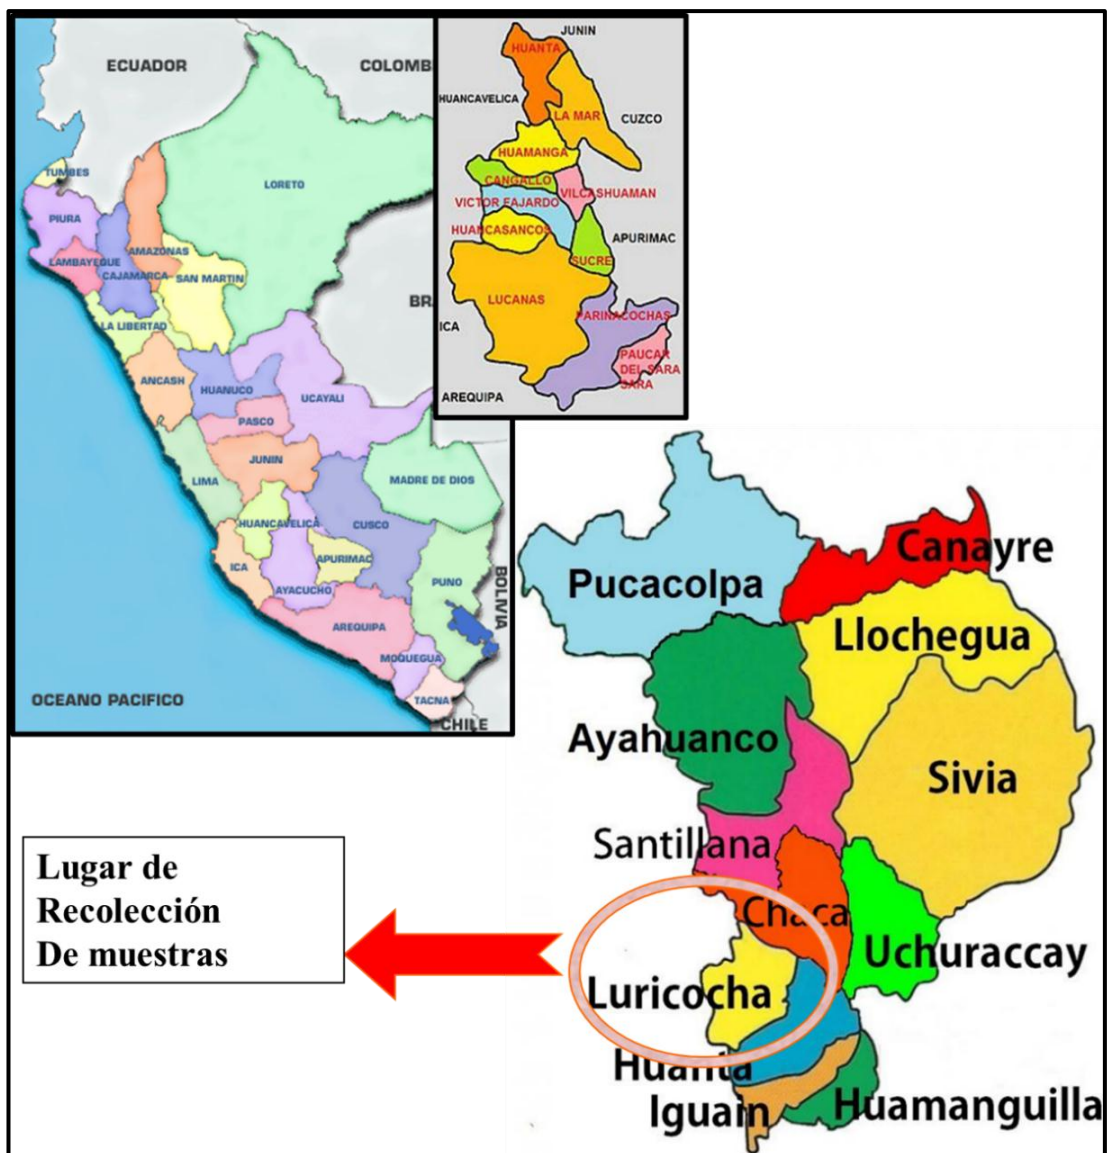 ECUADOR
COLOMB
TUMBES
LORETO
PIURA
AMAZONAS
LAMBAYEQUE
CAJAMARCA
SAN MARTIN
BRA
LA LIBERTAD
ANCASH
HUANUCO
UCAYALI
PASCO
JUNIN
LIMA
MADRE DE DIOS
HUANCAVELICA
CUSCO
ICA
APURIMAC
AYACUCHO
PUNO
BOLIVIA
AREQUIPA
MOQUEGUA
TACNA
OCEANO PACIFICO
CHILE
JUNIN
HUANTA
HUANCAVELICA
LA MAR
CUZCO
HUAMANGA
CANGALLO
VILCASHUAMAN
VICTOR FAJARDO
HUANCASANCOS
APURIMAC
SUCRE
LUCANAS
PARINACOCHAS
ICA
PAUCAR
DEL SARA
SARA
AREQUIPA
Canayre
Pucacolpa
Llochegua
Ayahuanco
Sivia
Santillana
Chaca
Uchuraccay
Luricocha
Huanta
Iguain
Huamanguilla
Lugar de
Recolección
De muestras